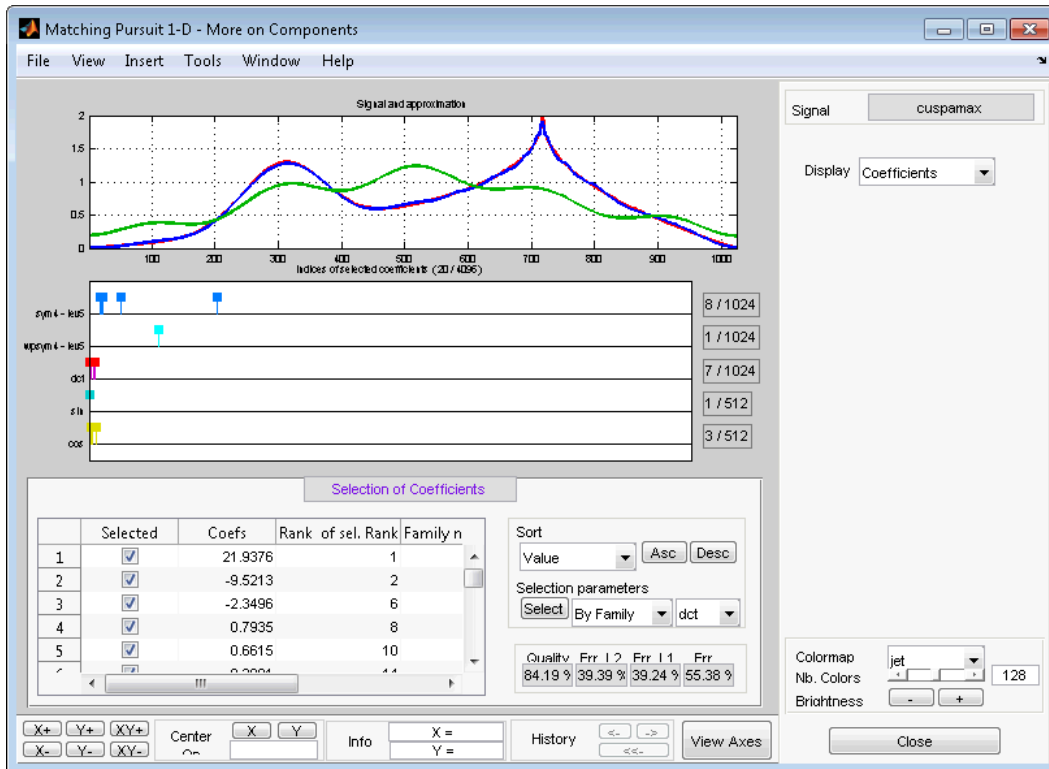 Matching Pursuit 1-D - More on Components
File View Insert Tools Window Help
Signal and approximation
2
1.5
1
0.5
0
100 200 300 400 500 600 700 800 900 1000
Indices of selected coefficients (20 / 4096)
sym4 - lev5
8 / 1024
wpsym4 - lev5
1 / 1024
dct
7 / 1024
sin
1 / 512
cos
3 / 512
Signal cuspamax
Display Coefficients
Selection of Coefficients
Selected Coefs Rank of sel. Rank Family n
1 21.9376 1
2 -9.5213 2
3 -2.3496 6
4 0.7935 8
5 0.6615 10
Sort
Value Asc Desc
Selection parameters
Select By Family dct
Quality Err. L2 Err. L1 Err.
84.19 % 39.39 % 39.24 % 55.38 %
Colormap jet
Nb. Colors 128
Brightness - +
X+ Y+ XY+
X- Y- XY-
Center
On
X Y
Info
X =
Y =
History
<- ->
<<-
View Axes
Close